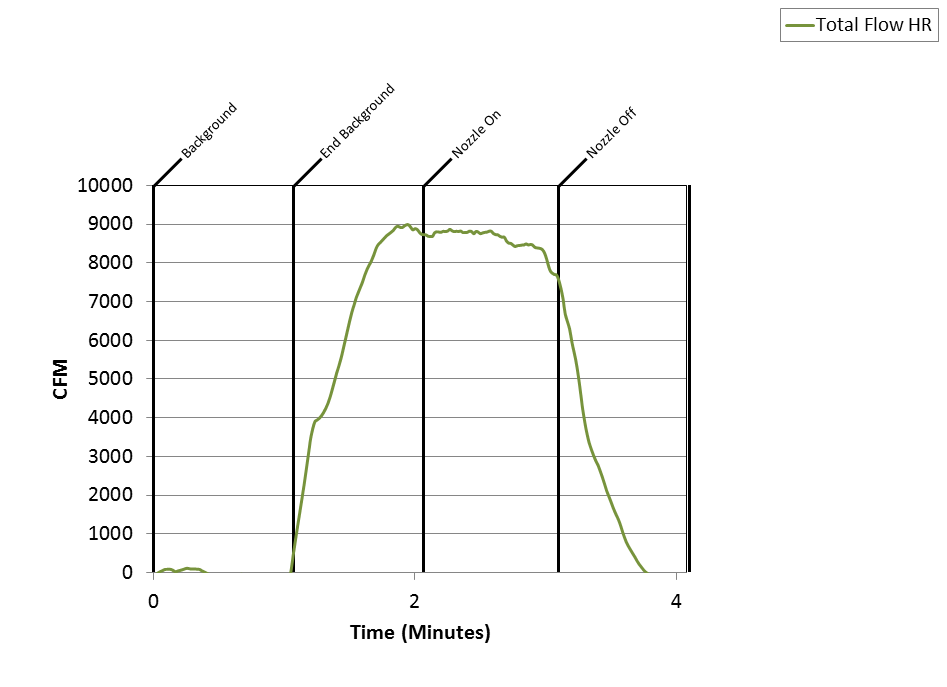 Total Flow HR
Background
End Background
Nozzle On
Nozzle Off
10000
9000
8000
7000
6000
5000
4000
3000
2000
1000
0
CFM
0 2 4
Time (Minutes)